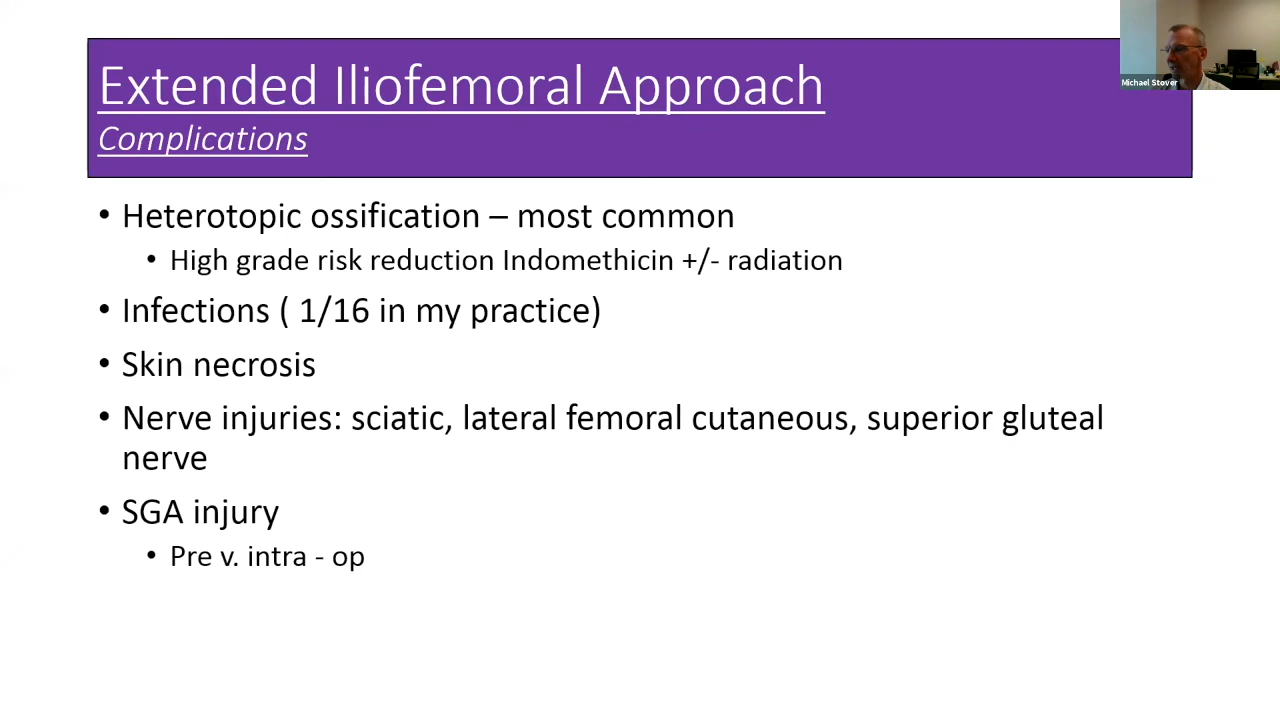 Extended Iliofemoral Approach
Complications
Michael Stover
• Heterotopic ossification – most common
• High grade risk reduction Indomethicin +/- radiation
• Infections ( 1/16 in my practice)
• Skin necrosis
• Nerve injuries: sciatic, lateral femoral cutaneous, superior gluteal
nerve
• SGA injury
• Pre v. intra - op